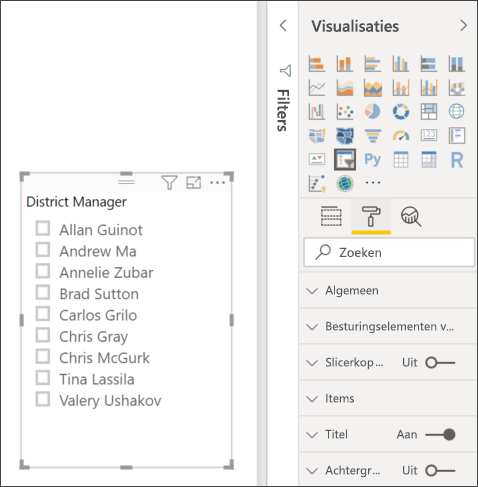 Visualisaties
Filters
District Manager
Allan Guinot
Andrew Ma
Annelie Zubar
Brad Sutton
Carlos Grilo
Chris Gray
Chris McGurk
Tina Lassila
Valery Ushakov
123
Py
R
Zoeken
Algemeen
Besturingselementen v...
Slicerkop ... Uit
Items
Titel Aan
Achtergr... Uit